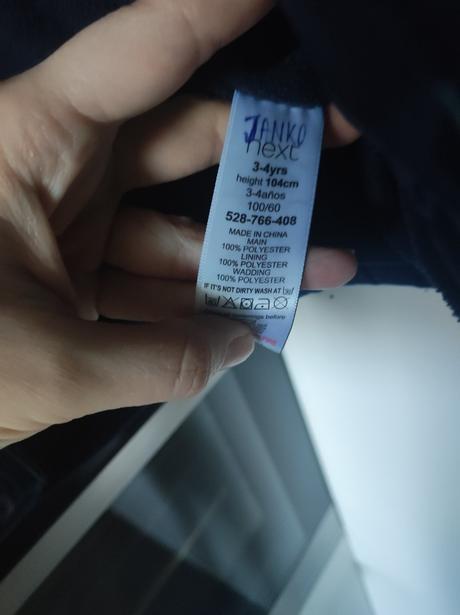 JANKO
next
3-4yrs
height 104cm
3-4años
100/60
528-766-408
MADE IN CHINA
MAIN
100% POLYESTER
LINING
100% POLYESTER
WADDING
100% POLYESTER
IF IT'S NOT DIRTY WASH AT
before